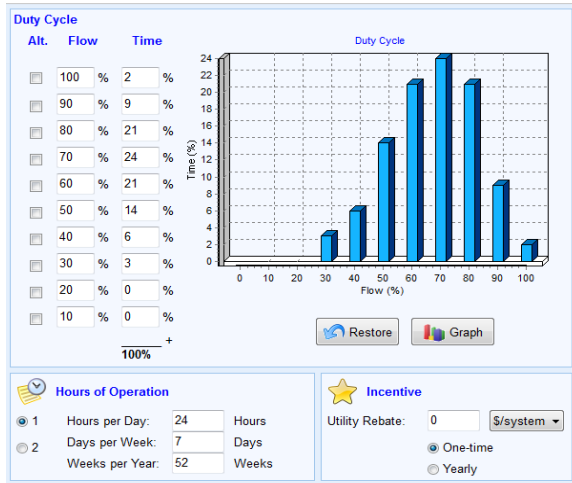 Duty Cycle
Alt. Flow Time
100 % 2 %
90 % 9 %
80 % 21 %
70 % 24 %
60 % 21 %
50 % 14 %
40 % 6 %
30 % 3 %
20 % 0 %
10 % 0 %
+
100%
Duty Cycle
Time (%)
24
22
20
18
16
14
12
10
8
6
4
2
0
0 10 20 30 40 50 60 70 80 90 100
Flow (%)
Restore Graph
Hours of Operation
1 Hours per Day: 24 Hours
2 Days per Week: 7 Days
Weeks per Year: 52 Weeks
Incentive
Utility Rebate: 0 $/system
One-time
Yearly